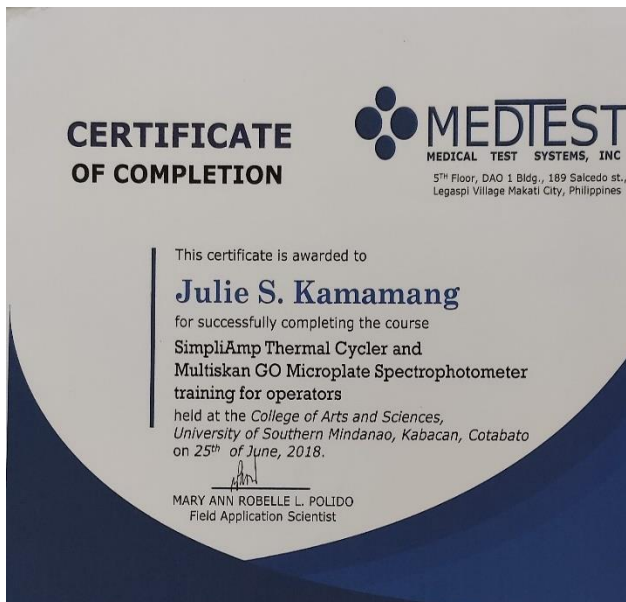 CERTIFICATE
OF COMPLETION
MEDTEST
MEDICAL TEST SYSTEMS, INC
5TH Floor, DAO 1 Bldg., 189 Salcedo st.,
Legaspi Village Makati City, Philippines
This certificate is awarded to
Julie S. Kamamang
for successfully completing the course
SimpliAmp Thermal Cycler and
Multiskan GO Microplate Spectrophotometer
training for operators
held at the College of Arts and Sciences,
University of Southern Mindanao, Kabacan, Cotabato
on 25th of June, 2018.
MARY ANN ROBELLE L. POLIDO
Field Application Scientist